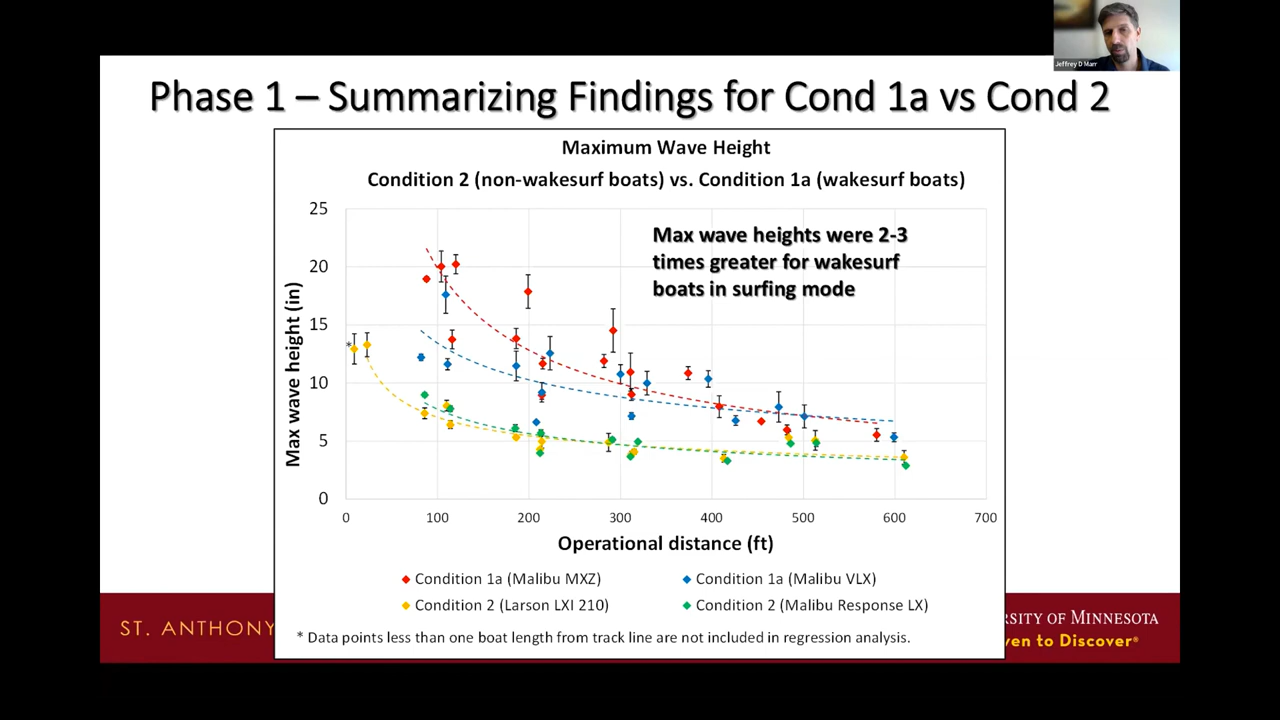 Jeffrey D Marr
Phase 1 – Summarizing Findings for Cond 1a vs Cond 2
Maximum Wave Height
Condition 2 (non-wakesurf boats) vs. Condition 1a (wakesurf boats)
Max wave heights were 2-3
times greater for wakesurf
boats in surfing mode
Max wave height (in)
25
20
15
10
5
0
*
0 100 200 300 400 500 600 700
Operational distance (ft)
Condition 1a (Malibu MXZ) Condition 1a (Malibu VLX)
Condition 2 (Larson LXI 210) Condition 2 (Malibu Response LX)
* Data points less than one boat length from track line are not included in regression analysis.
ST. ANTHONY
RSITY OF MINNESOTA
ven to Discover®